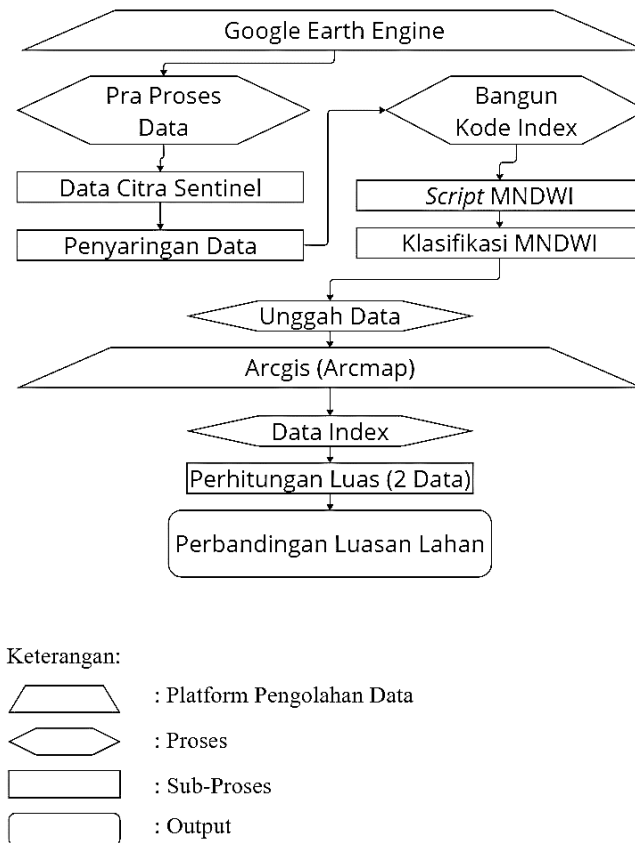 Google Earth Engine
Pra Proses
Data
Data Citra Sentinel
Penyaringan Data
Bangun
Kode Index
Script MNDWI
Klasifikasi MNDWI
Unggah Data
Arcgis (Arcmap)
Data Index
Perhitungan Luas (2 Data)
Perbandingan Luasan Lahan
Keterangan:
: Platform Pengolahan Data
: Proses
: Sub-Proses
: Output